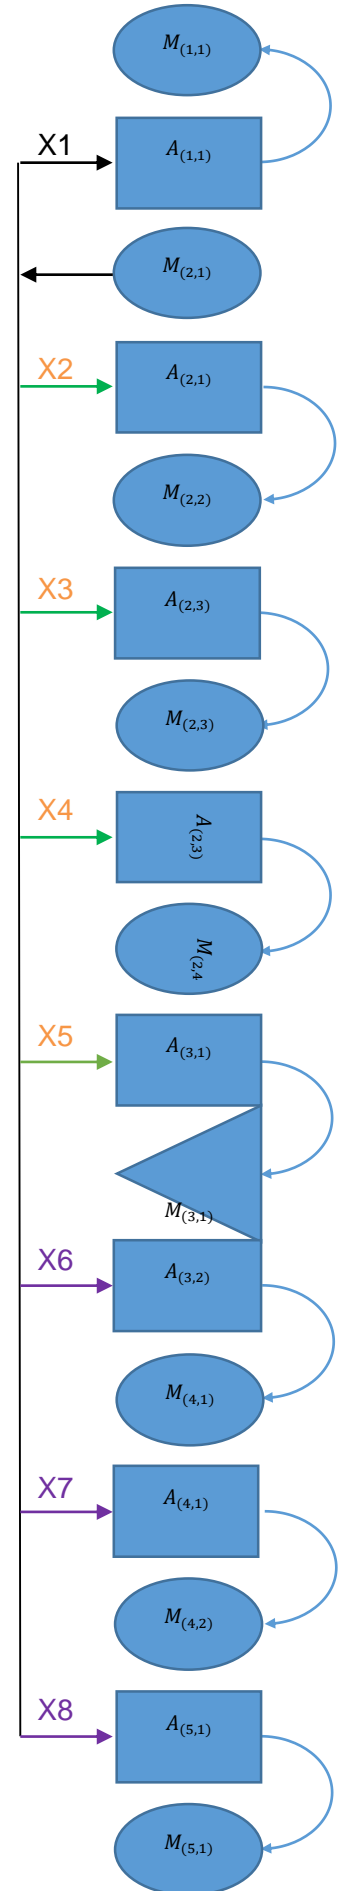 M(1,1)
X1
A(1,1)
M(2,1)
X2
A(2,1)
M(2,2)
X3
A(2,3)
M(2,3)
X4
A(2,3)
M(2,4
X5
A(3,1)
M(3,1)
X6
A(3,2)
M(4,1)
X7
A(4,1)
M(4,2)
X8
A(5,1)
M(5,1)